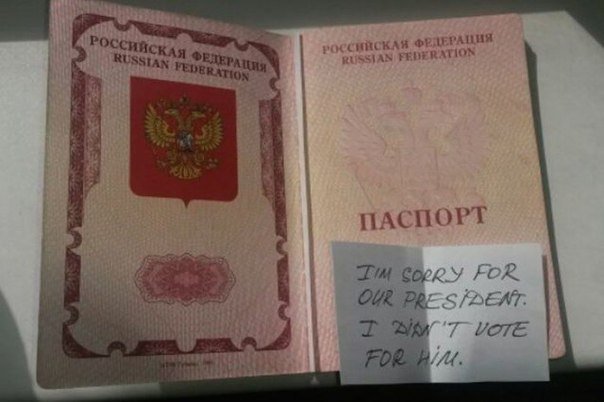 РОССИЙСКАЯ ФЕДЕРАЦИЯ
RUSSIAN FEDERATION
РОССИЙСКАЯ ФЕДЕРАЦИЯ
RUSSIAN FEDERATION
ПАСПОРТ
I'M SORRY FOR
OUR PRESIDENT.
I DIDN'T VOTE
FOR HIM.